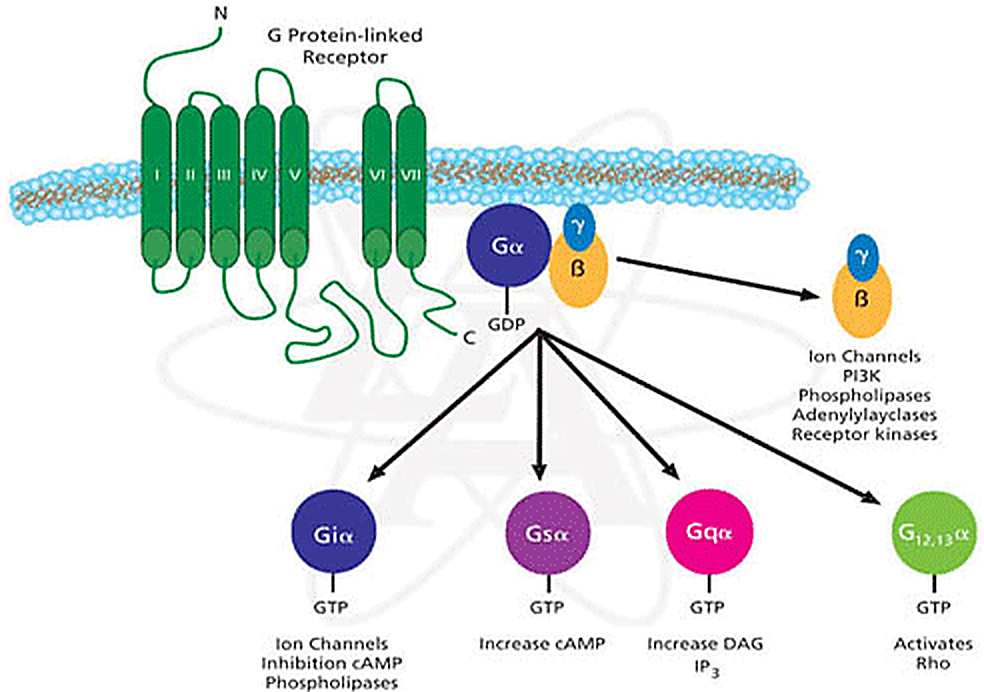 N
G Protein-linked
Receptor
I II III IV V VI VII
Gα
γ
ß
GDP
C
γ
ß
Ion Channels
PI3K
Phospholipases
Adenylylayclases
Receptor kinases
Giα
GTP
Ion Channels
Inhibition cAMP
Phospholipases
Gsα
GTP
Increase cAMP
Gqα
GTP
Increase DAG
IP₃
G₁₂,₁₃α
GTP
Activates
Rho